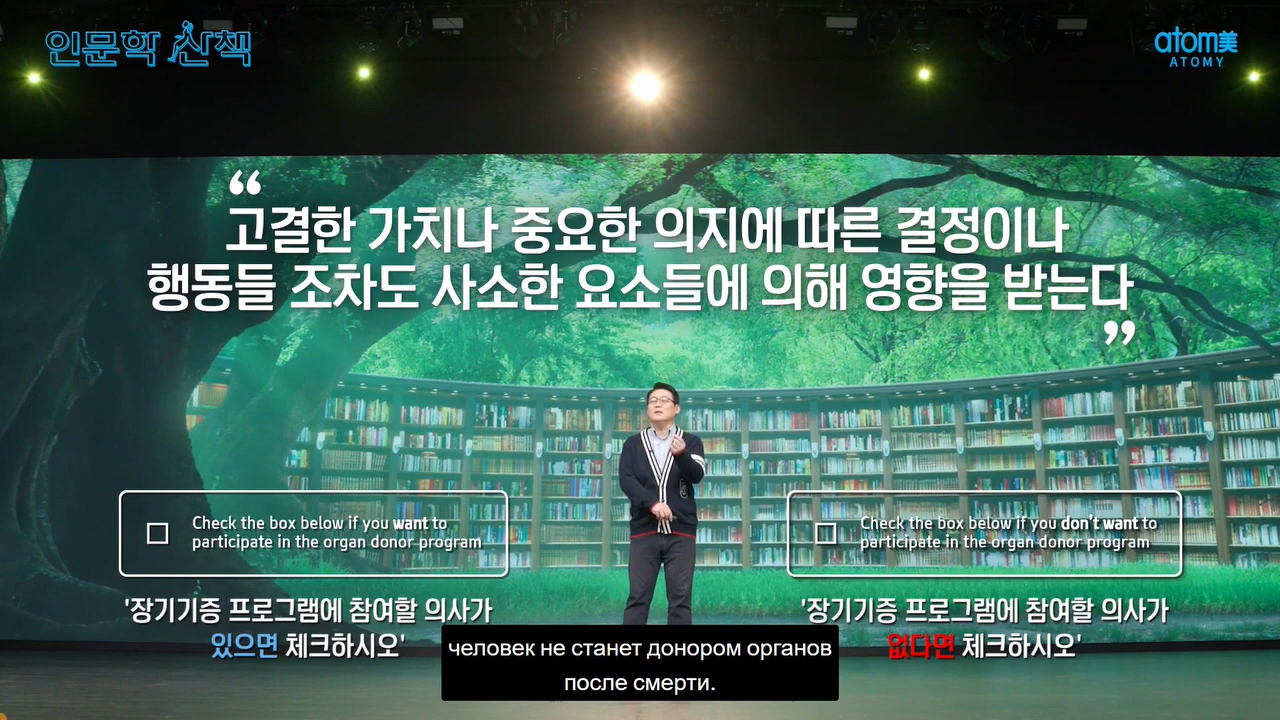 인문학 산책
atom美
ATOMY
“
고결한 가치나 중요한 의지에 따른 결정이나
행동들 조차도 사소한 요소들에 의해 영향을 받는다
”
Check the box below if you want to
participate in the organ donor program
'장기기증 프로그램에 참여할 의사가
있으면 체크하시오'
Check the box below if you don't want to
participate in the organ donor program
'장기기증 프로그램에 참여할 의사가
없다면 체크하시오'
человек не станет донором органов
после смерти.